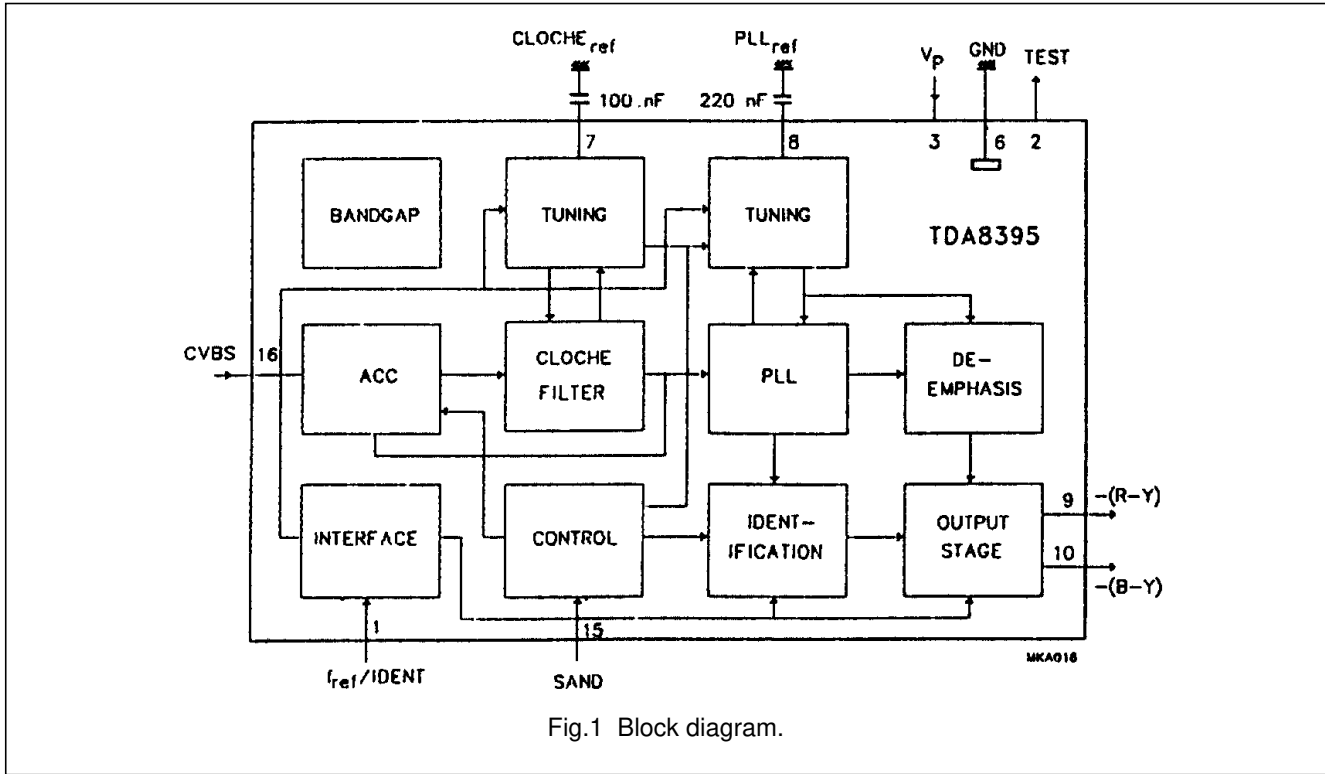 CLOCHEref
PLLref
Vp
GND
TEST
100 nF
220 nF
7
8
3
6
2
BANDGAP
TUNING
TUNING
TDA8395
CVBS
16
ACC
CLOCHE
FILTER
PLL
DE-
EMPHASIS
INTERFACE
CONTROL
IDENT-
IFICATION
OUTPUT
STAGE
9
-(R-Y)
10
-(B-Y)
1
15
MKA016
fref/IDENT
SAND
Fig.1 Block diagram.